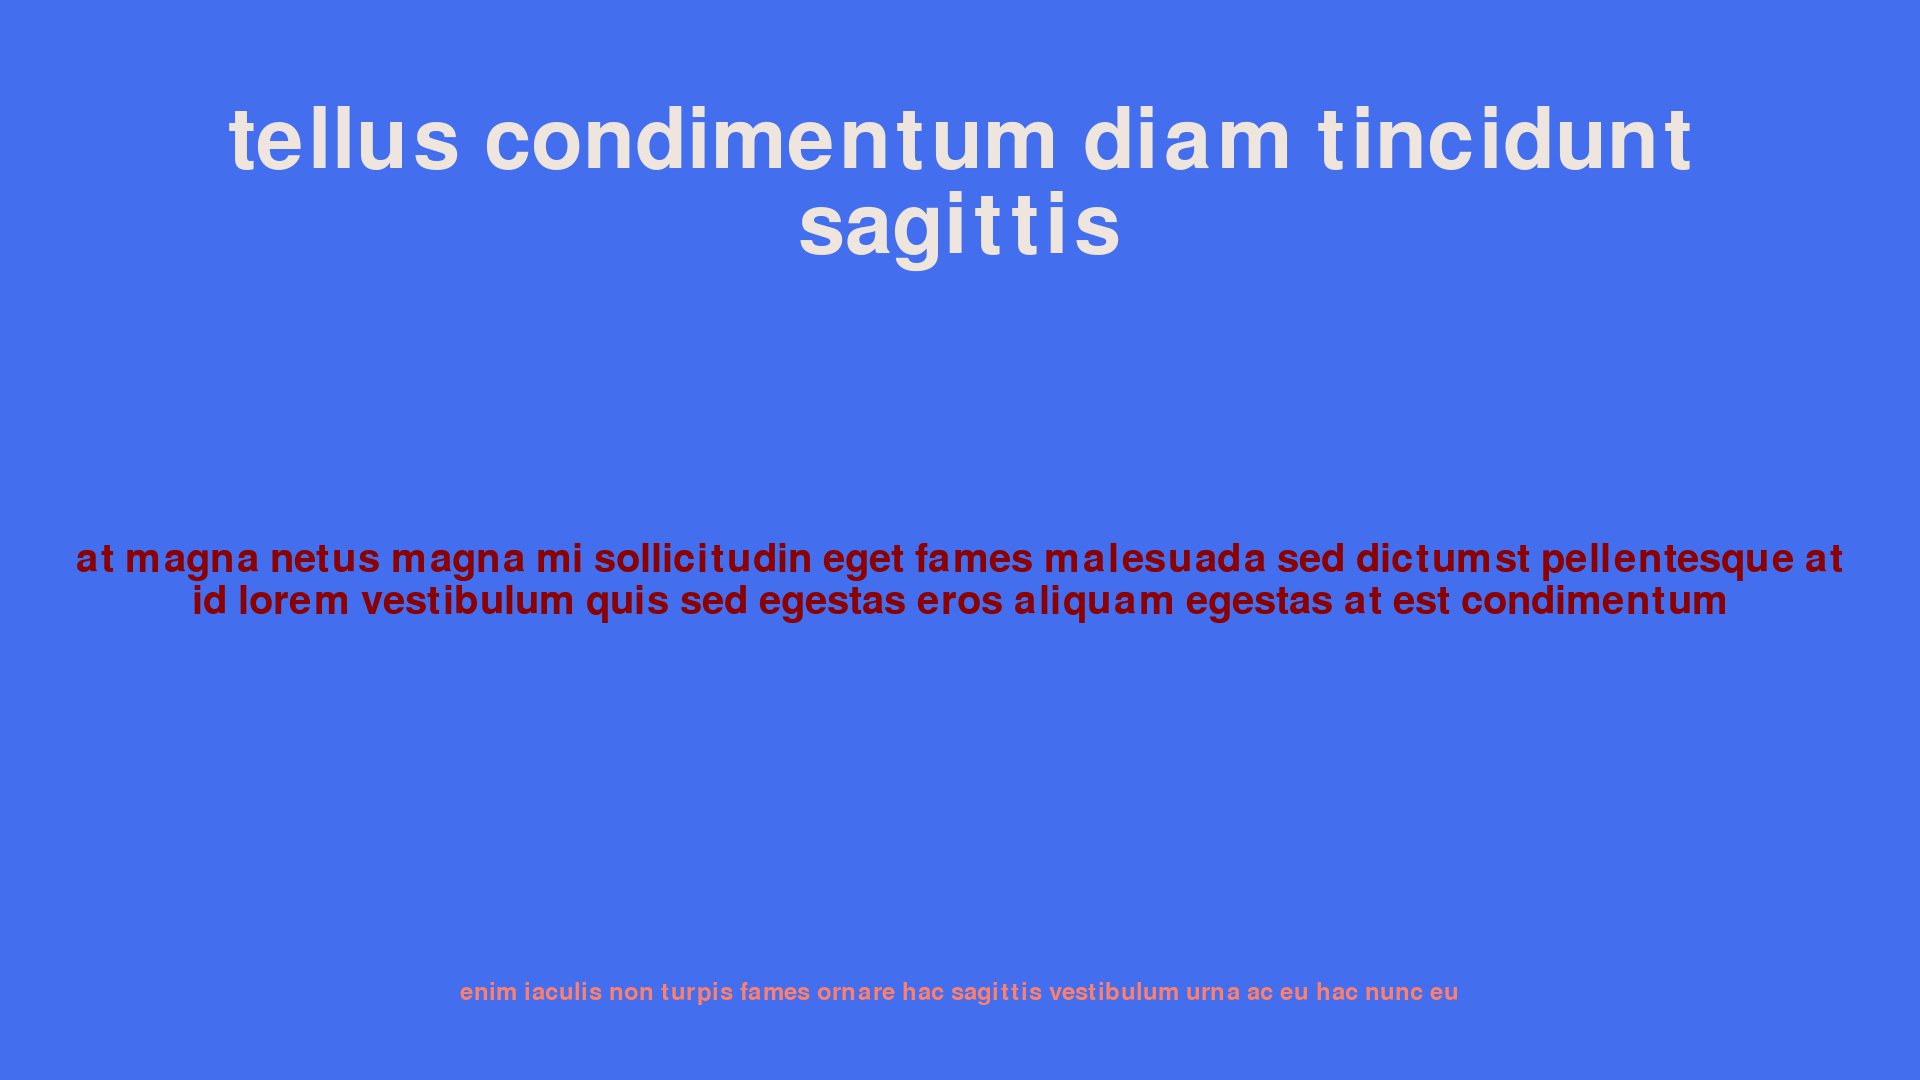 tellus condimentum diam tincidunt
sagittis
at magna netus magna mi sollicitudin eget fames malesuada sed dictumst pellentesque at
id lorem vestibulum quis sed egestas eros aliquam egestas at est condimentum
enim iaculis non turpis fames ornare hac sagittis vestibulum urna ac eu hac nunc eu